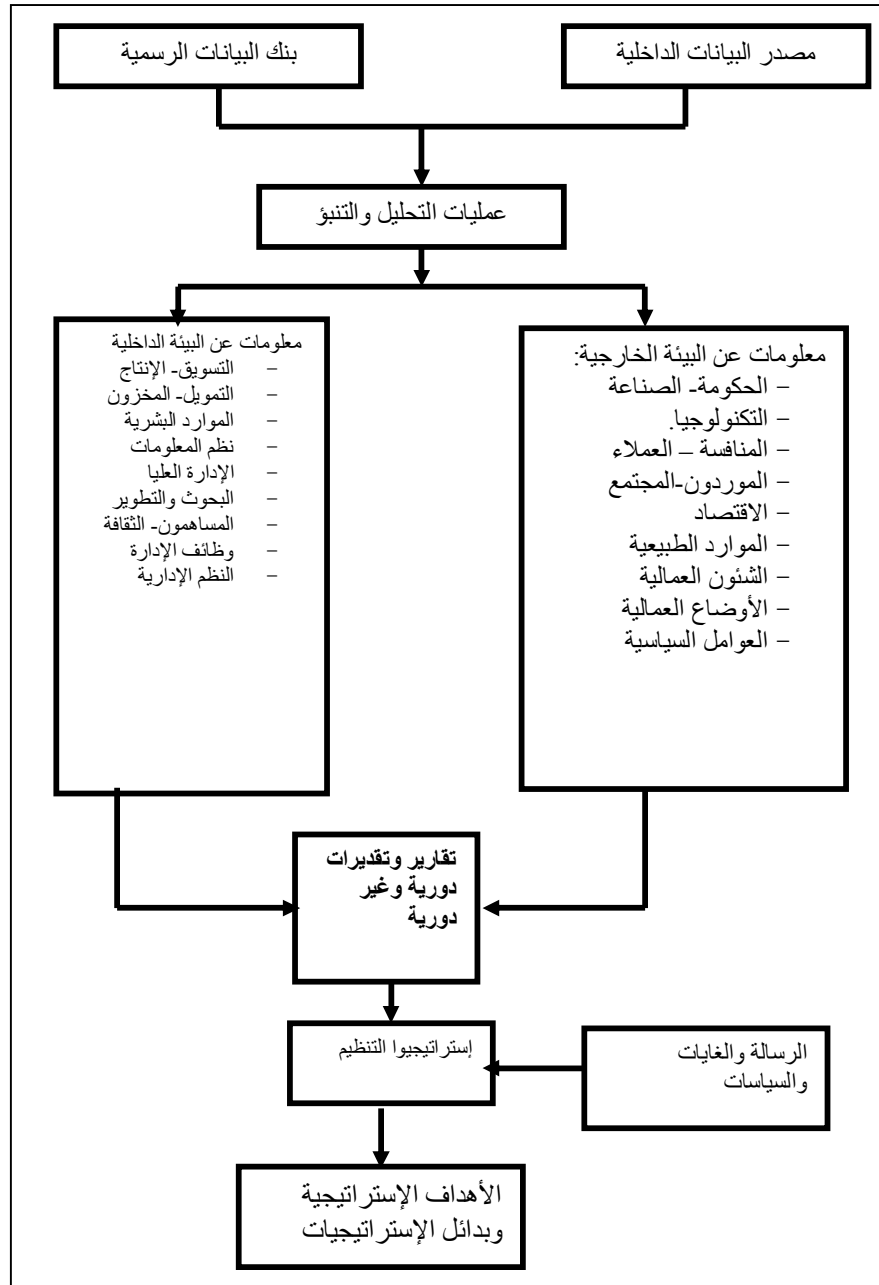 مصدر البيانات الداخلية
بنك البيانات الرسمية
عمليات التحليل والتنبؤ
معلومات عن البيئة الخارجية:
– الحكومة- الصناعة
– التكنولوجيا.
– المنافسة – العملاء
– الموردون-المجتمع
– الاقتصاد
– الموارد الطبيعية
– الشئون العمالية
– الأوضاع العمالية
– العوامل السياسية
معلومات عن البيئة الداخلية
– التسويق- الإنتاج
– التمويل- المخزون
– الموارد البشرية
– نظم المعلومات
– الإدارة العليا
– البحوث والتطوير
– المساهمون- الثقافة
– وظائف الإدارة
– النظم الإدارية
تقارير وتقديرات
دورية وغير
دورية
إستراتيجيوا التنظيم
الرسالة والغايات
والسياسات
الأهداف الإستراتيجية
وبدائل الإستراتيجيات